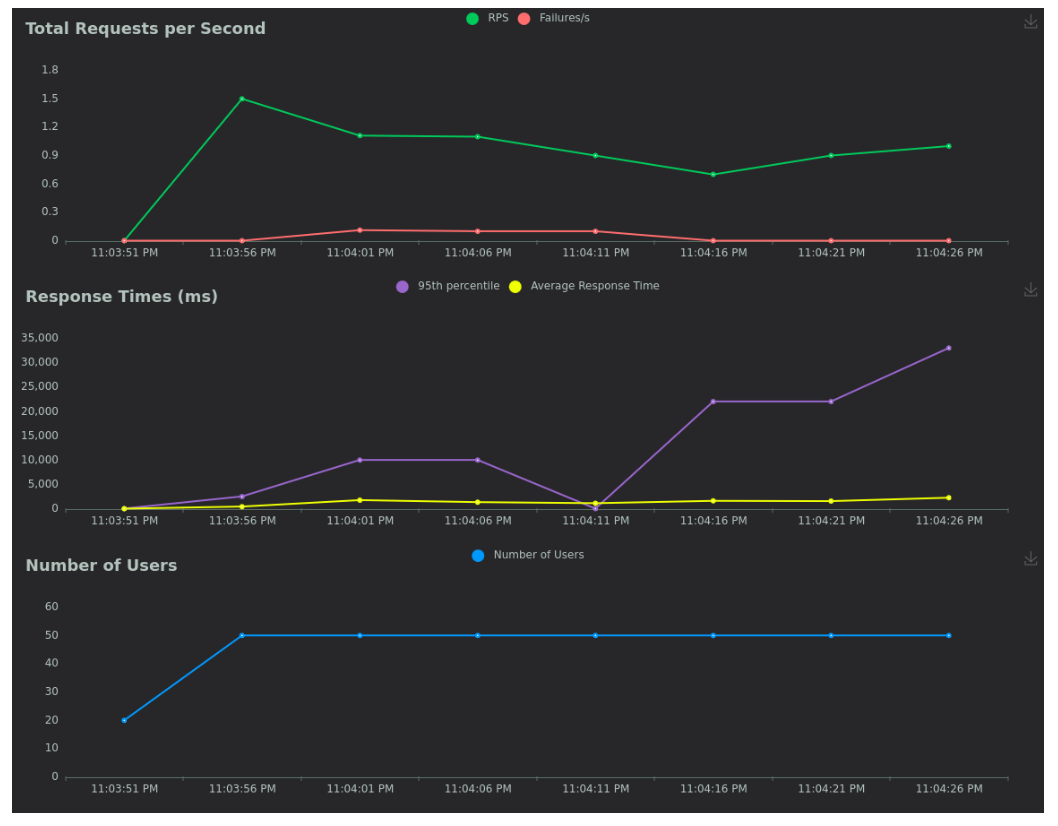 Total Requests per Second
RPS Failures/s
1.8
1.5
1.2
0.9
0.6
0.3
0
11:03:51 PM 11:03:56 PM 11:04:01 PM 11:04:06 PM 11:04:11 PM 11:04:16 PM 11:04:21 PM 11:04:26 PM
Response Times (ms)
95th percentile Average Response Time
35,000
30,000
25,000
20,000
15,000
10,000
5,000
0
11:03:51 PM 11:03:56 PM 11:04:01 PM 11:04:06 PM 11:04:11 PM 11:04:16 PM 11:04:21 PM 11:04:26 PM
Number of Users
Number of Users
60
50
40
30
20
10
0
11:03:51 PM 11:03:56 PM 11:04:01 PM 11:04:06 PM 11:04:11 PM 11:04:16 PM 11:04:21 PM 11:04:26 PM